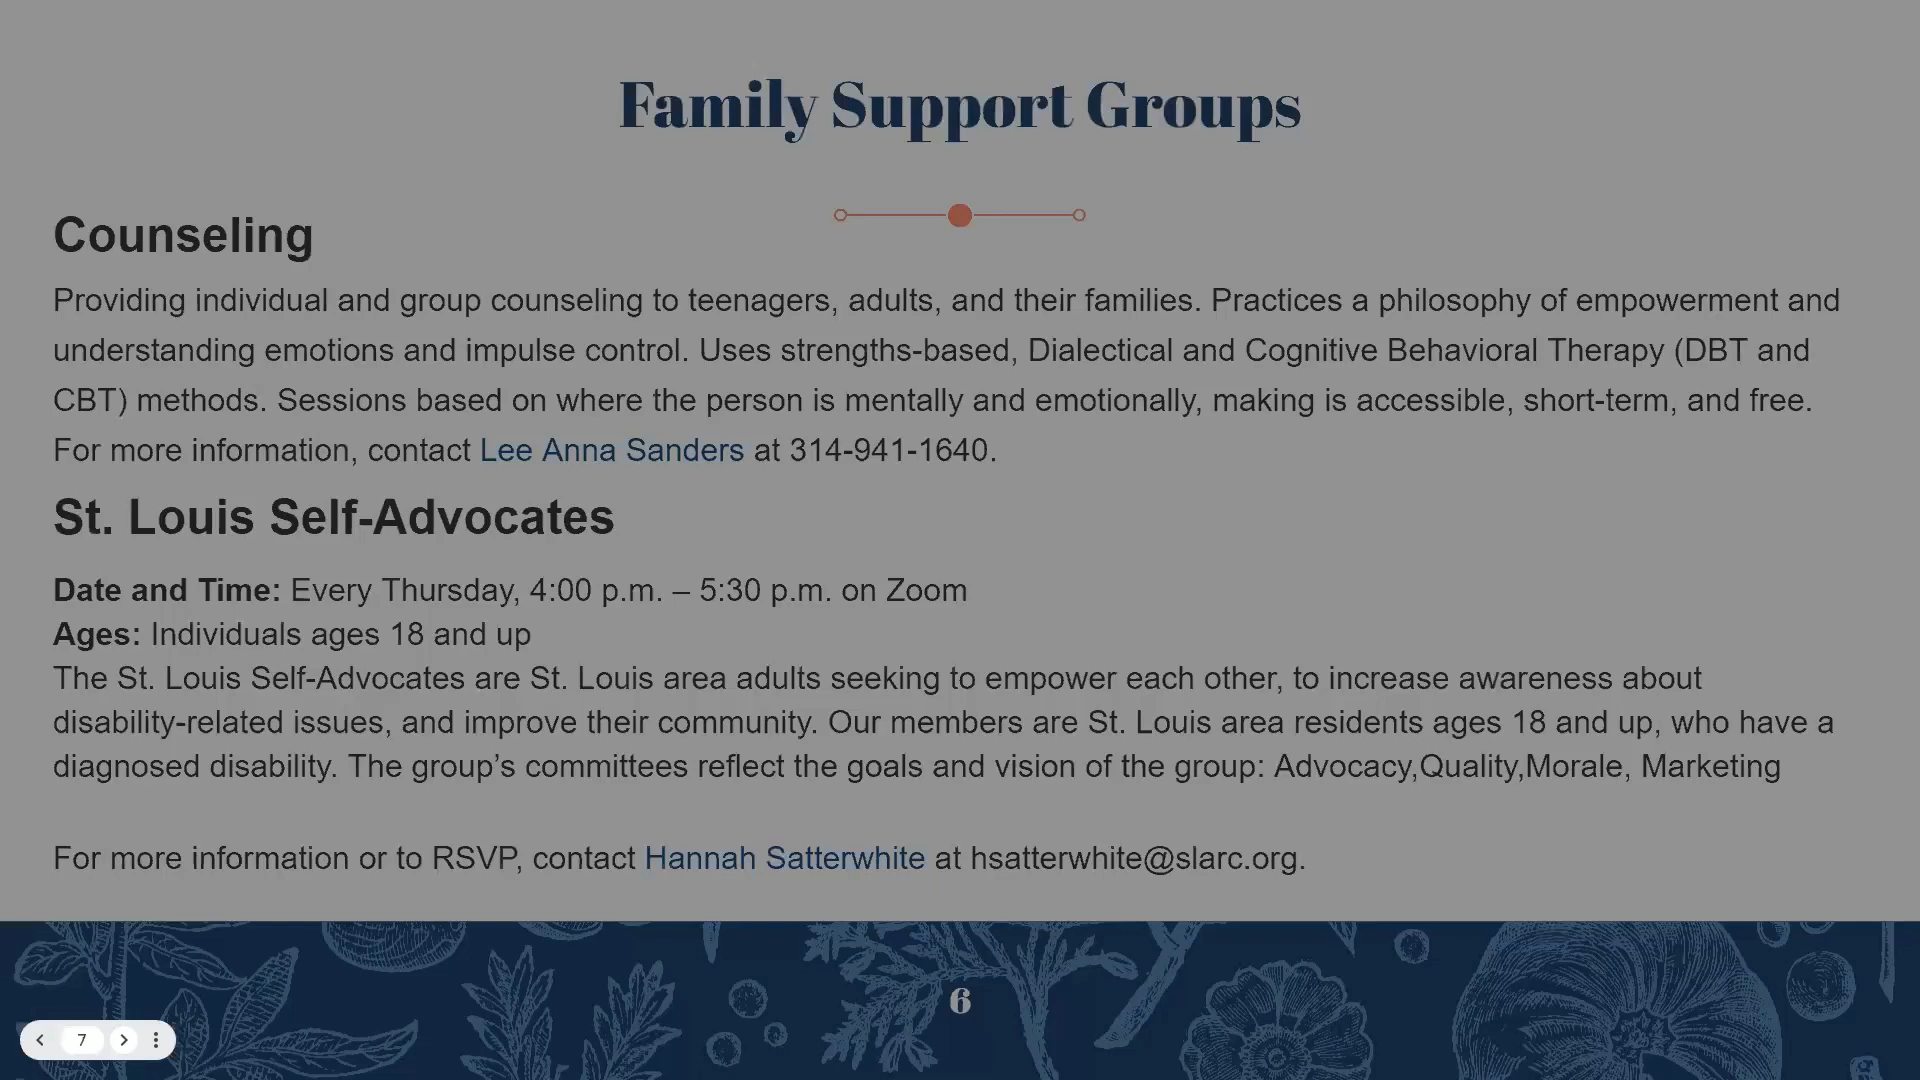 Family Support Groups
Counseling
Providing individual and group counseling to teenagers, adults, and their families. Practices a philosophy of empowerment and
understanding emotions and impulse control. Uses strengths-based, Dialectical and Cognitive Behavioral Therapy (DBT and
CBT) methods. Sessions based on where the person is mentally and emotionally, making is accessible, short-term, and free.
For more information, contact Lee Anna Sanders at 314-941-1640.
St. Louis Self-Advocates
Date and Time: Every Thursday, 4:00 p.m. – 5:30 p.m. on Zoom
Ages: Individuals ages 18 and up
The St. Louis Self-Advocates are St. Louis area adults seeking to empower each other, to increase awareness about
disability-related issues, and improve their community. Our members are St. Louis area residents ages 18 and up, who have a
diagnosed disability. The group’s committees reflect the goals and vision of the group: Advocacy,Quality,Morale, Marketing
For more information or to RSVP, contact Hannah Satterwhite at hsatterwhite@slarc.org.
6
7